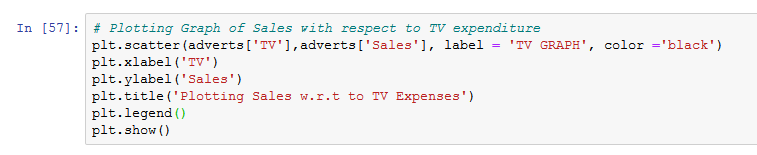 In [57]: # Plotting Graph of Sales with respect to TV expenditure
plt.scatter(adverts['TV'],adverts['Sales'], label = 'TV GRAPH', color ='black')
plt.xlabel('TV')
plt.ylabel('Sales')
plt.title('Plotting Sales w.r.t to TV Expenses')
plt.legend()
plt.show()